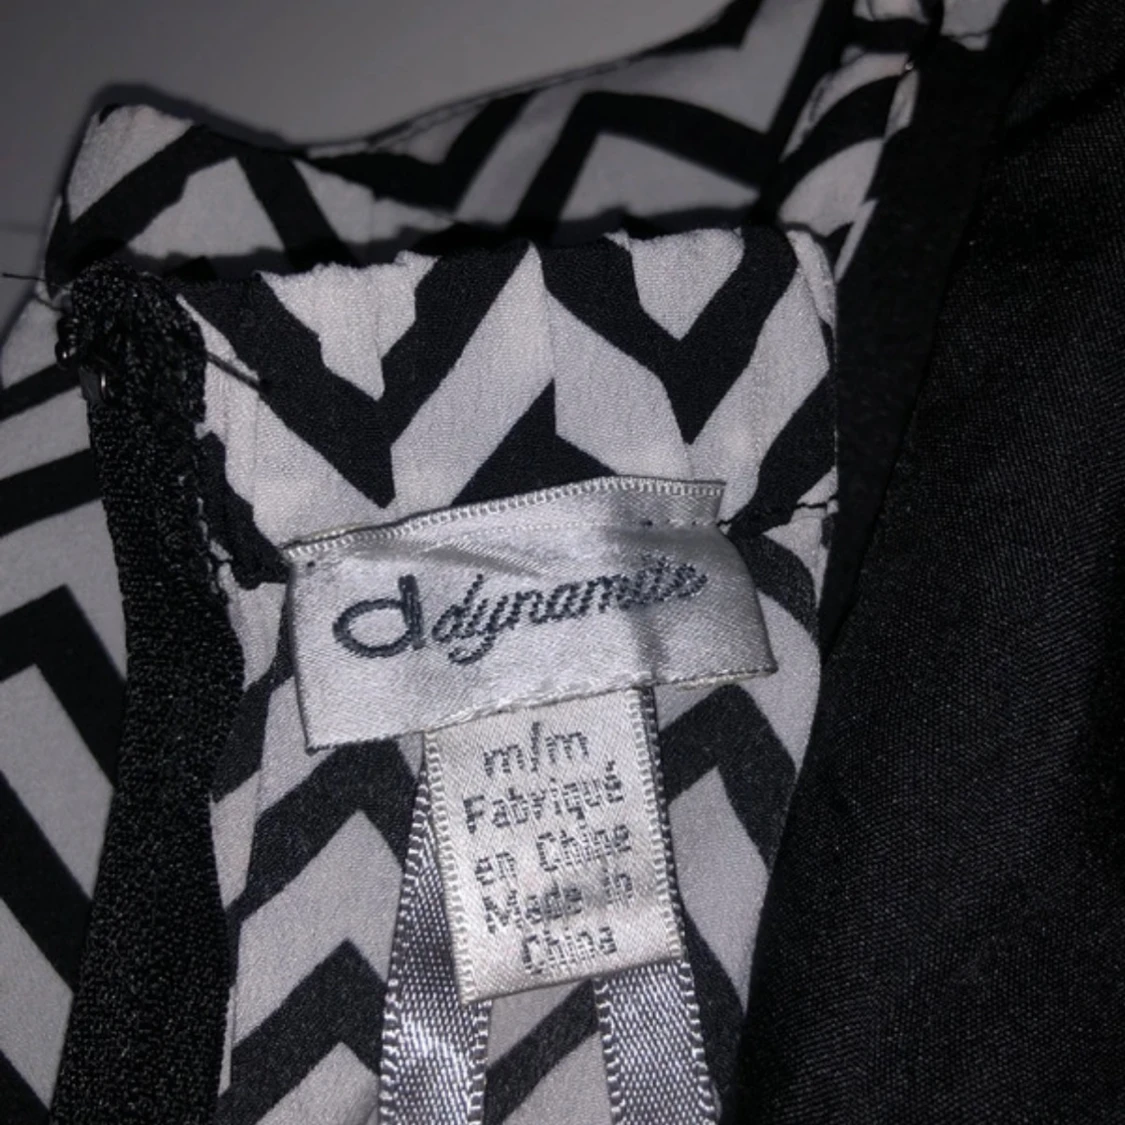 d dynamite
m/m
Fabriqué
en Chine
Made in
China